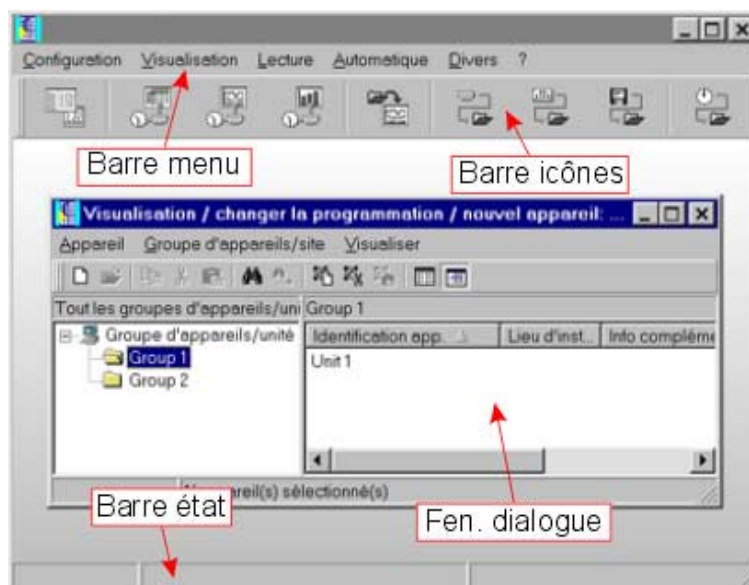 Configuration Visualisation Lecture Automatique Divers ?
Barre menu
Barre icônes
Visualisation / changer la programmation / nouvel appareil: ...
Appareil Groupe d'appareils/site Visualiser
Tout les groupes d'appareils/uni Group 1
Groupe d'appareils/unité Identification app. Lieu d'inst... Info compléme
Group 1 Unit 1
Group 2
sélectionné(s)
Barre état
Fen. dialogue